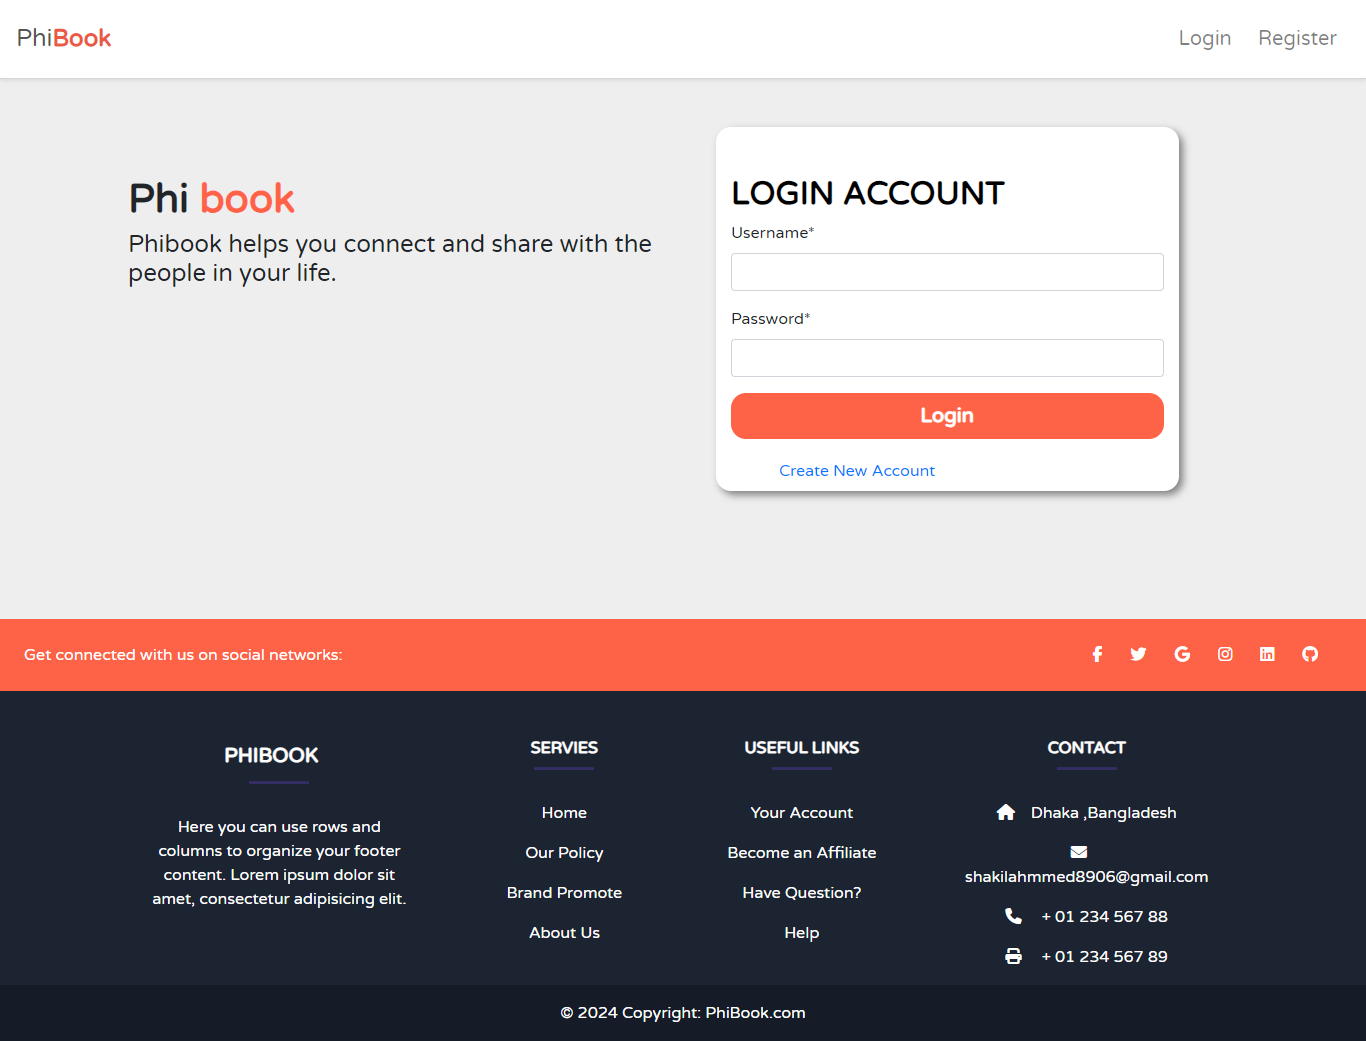 PhiBook
Login
Register
Phi book
Phibook helps you connect and share with the
people in your life.
LOGIN ACCOUNT
Username*
Password*
Login
Create New Account
Get connected with us on social networks:
PHIBOOK
Here you can use rows and
columns to organize your footer
content. Lorem ipsum dolor sit
amet, consectetur adipisicing elit.
SERVIES
Home
Our Policy
Brand Promote
About Us
USEFUL LINKS
Your Account
Become an Affiliate
Have Question?
Help
CONTACT
Dhaka ,Bangladesh
shakilahmmed8906@gmail.com
+ 01 234 567 88
+ 01 234 567 89
© 2024 Copyright: PhiBook.com